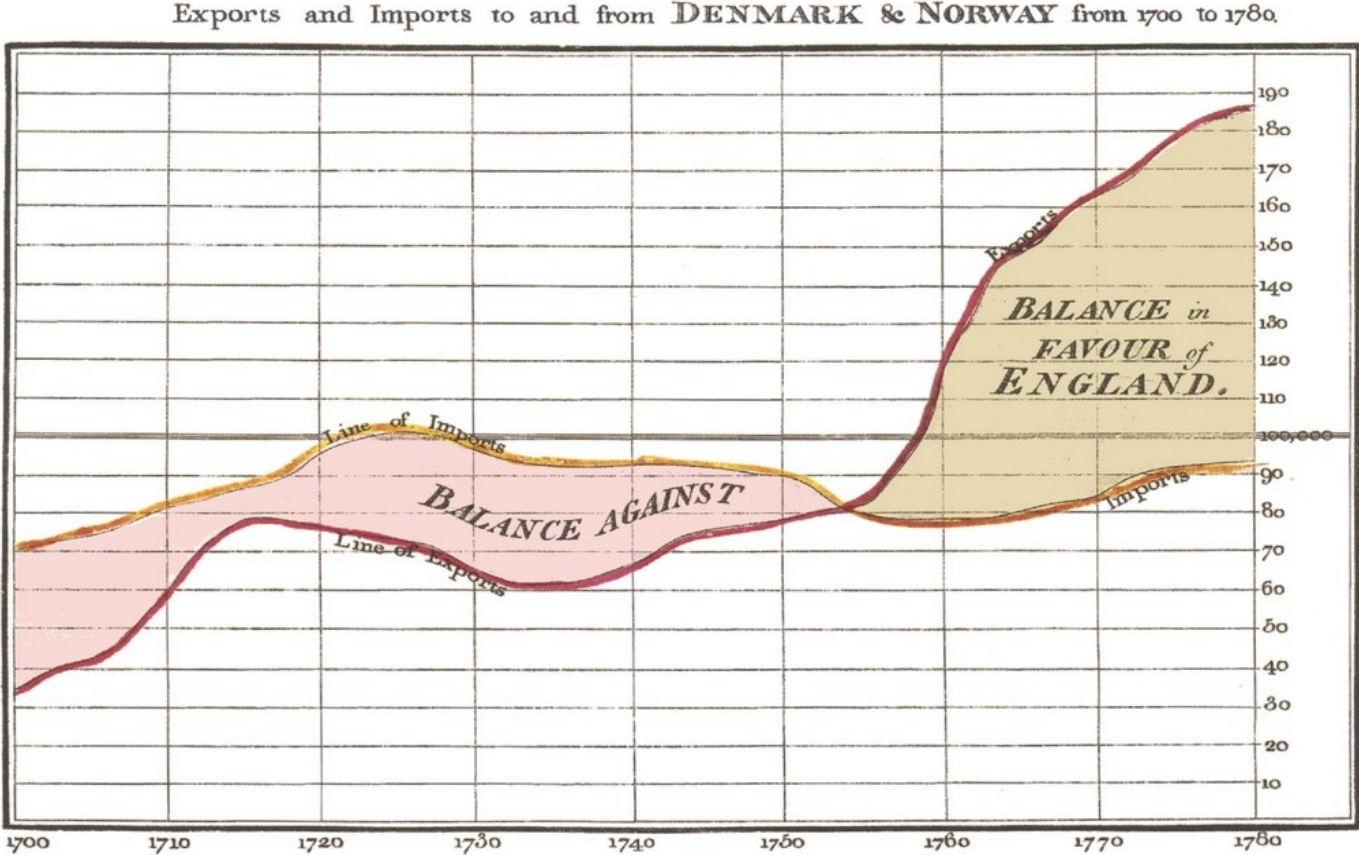 Exports and Imports to and from DENMARK & NORWAY from 1700 to 1780.
190
180
170
160
Exports
150
140
BALANCE in
130
FAVOUR of
120
ENGLAND.
110
Line of Imports
100,000
90
Imports
BALANCE AGAINST
80
Line of Exports
70
60
50
40
30
20
10
1700 1710 1720 1730 1740 1750 1760 1770 1780